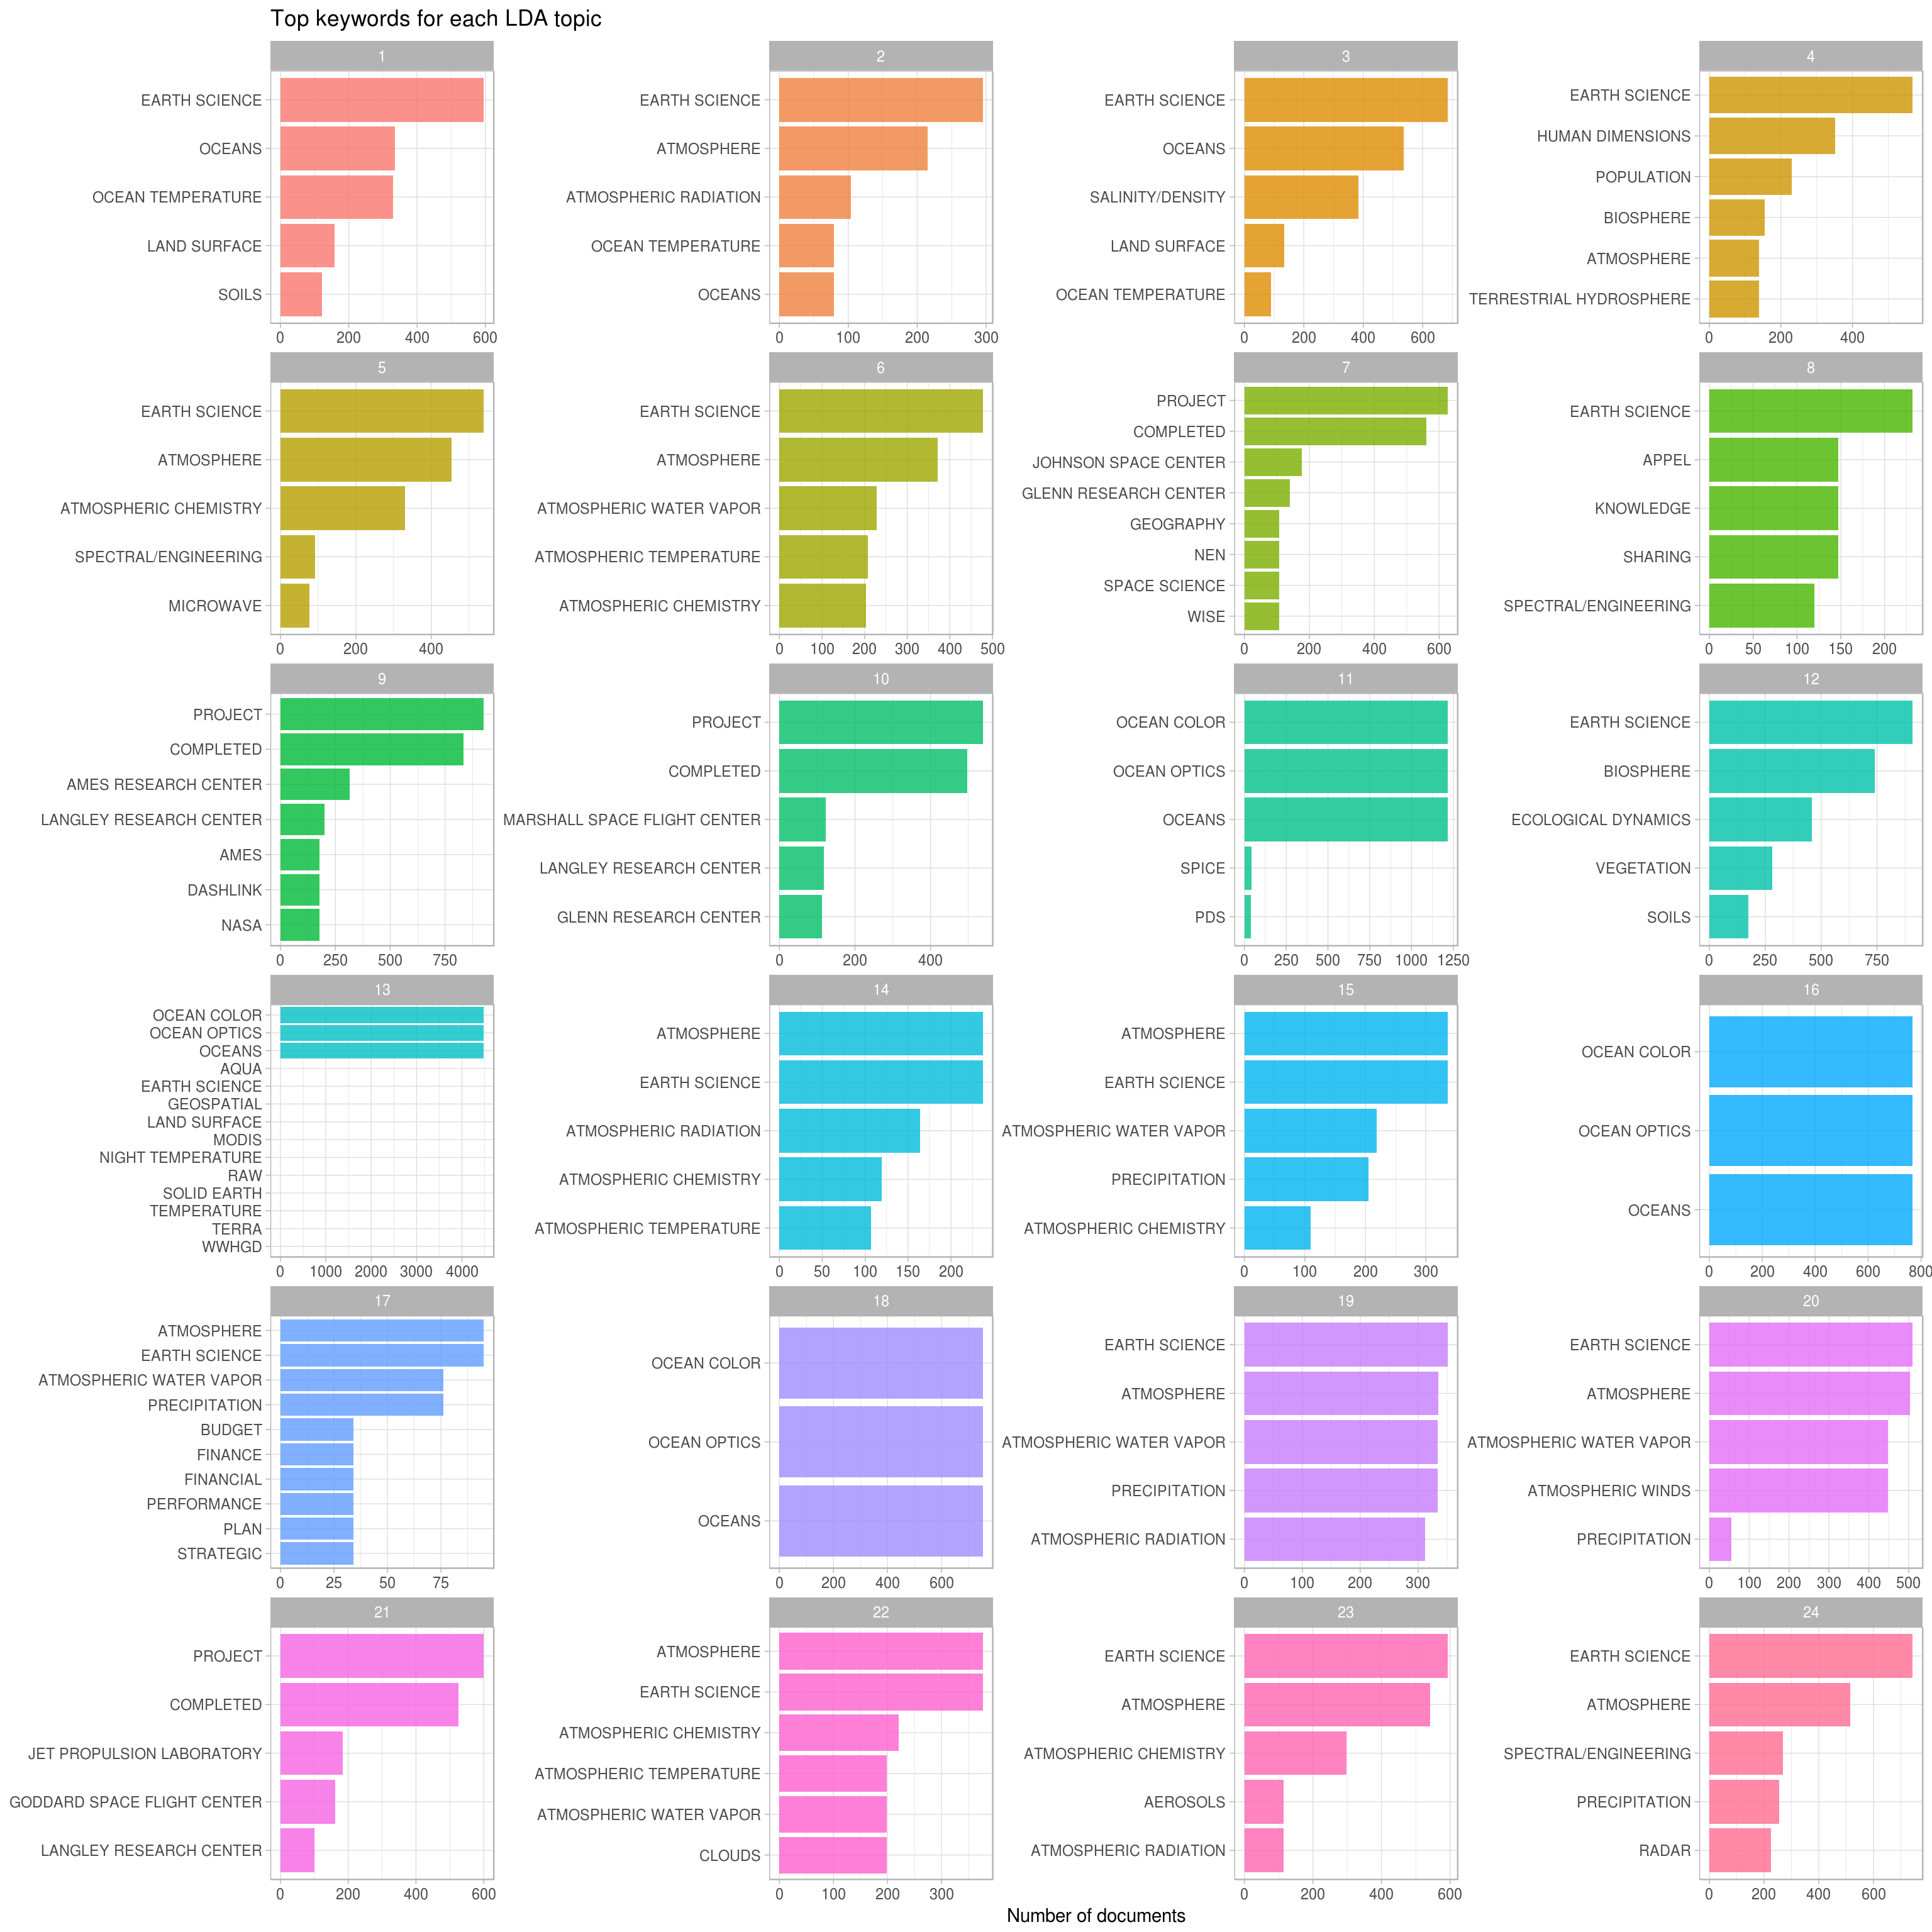 Top keywords for each LDA topic
1
EARTH SCIENCE
OCEANS
OCEAN TEMPERATURE
LAND SURFACE
SOILS
0 200 400 600
2
EARTH SCIENCE
ATMOSPHERE
ATMOSPHERIC RADIATION
OCEAN TEMPERATURE
OCEANS
0 100 200 300
3
EARTH SCIENCE
OCEANS
SALINITY/DENSITY
LAND SURFACE
OCEAN TEMPERATURE
0 200 400 600
4
EARTH SCIENCE
HUMAN DIMENSIONS
POPULATION
BIOSPHERE
ATMOSPHERE
TERRESTRIAL HYDROSPHERE
0 200 400
5
EARTH SCIENCE
ATMOSPHERE
ATMOSPHERIC CHEMISTRY
SPECTRAL/ENGINEERING
MICROWAVE
0 200 400
6
EARTH SCIENCE
ATMOSPHERE
ATMOSPHERIC WATER VAPOR
ATMOSPHERIC TEMPERATURE
ATMOSPHERIC CHEMISTRY
0 100 200 300 400 500
7
PROJECT
COMPLETED
JOHNSON SPACE CENTER
GLENN RESEARCH CENTER
GEOGRAPHY
NEN
SPACE SCIENCE
WISE
0 200 400 600
8
EARTH SCIENCE
APPEL
KNOWLEDGE
SHARING
SPECTRAL/ENGINEERING
0 50 100 150 200
9
PROJECT
COMPLETED
AMES RESEARCH CENTER
LANGLEY RESEARCH CENTER
AMES
DASHLINK
NASA
0 250 500 750
10
PROJECT
COMPLETED
MARSHALL SPACE FLIGHT CENTER
LANGLEY RESEARCH CENTER
GLENN RESEARCH CENTER
0 200 400
11
OCEAN COLOR
OCEAN OPTICS
OCEANS
SPICE
PDS
0 250 500 750 1000 1250
12
EARTH SCIENCE
BIOSPHERE
ECOLOGICAL DYNAMICS
VEGETATION
SOILS
0 250 500 750
13
OCEAN COLOR
OCEAN OPTICS
OCEANS
AQUA
EARTH SCIENCE
GEOSPATIAL
LAND SURFACE
MODIS
NIGHT TEMPERATURE
RAW
SOLID EARTH
TEMPERATURE
TERRA
WWHGD
0 1000 2000 3000 4000
14
ATMOSPHERE
EARTH SCIENCE
ATMOSPHERIC RADIATION
ATMOSPHERIC CHEMISTRY
ATMOSPHERIC TEMPERATURE
0 50 100 150 200
15
ATMOSPHERE
EARTH SCIENCE
ATMOSPHERIC WATER VAPOR
PRECIPITATION
ATMOSPHERIC CHEMISTRY
0 100 200 300
16
OCEAN COLOR
OCEAN OPTICS
OCEANS
0 200 400 600 800
17
ATMOSPHERE
EARTH SCIENCE
ATMOSPHERIC WATER VAPOR
PRECIPITATION
BUDGET
FINANCE
FINANCIAL
PERFORMANCE
PLAN
STRATEGIC
0 25 50 75
18
OCEAN COLOR
OCEAN OPTICS
OCEANS
0 200 400 600
19
EARTH SCIENCE
ATMOSPHERE
ATMOSPHERIC WATER VAPOR
PRECIPITATION
ATMOSPHERIC RADIATION
0 100 200 300
20
EARTH SCIENCE
ATMOSPHERE
ATMOSPHERIC WATER VAPOR
ATMOSPHERIC WINDS
PRECIPITATION
0 100 200 300 400 500
21
PROJECT
COMPLETED
JET PROPULSION LABORATORY
GODDARD SPACE FLIGHT CENTER
LANGLEY RESEARCH CENTER
0 200 400 600
22
ATMOSPHERE
EARTH SCIENCE
ATMOSPHERIC CHEMISTRY
ATMOSPHERIC TEMPERATURE
ATMOSPHERIC WATER VAPOR
CLOUDS
0 100 200 300
23
EARTH SCIENCE
ATMOSPHERE
ATMOSPHERIC CHEMISTRY
AEROSOLS
ATMOSPHERIC RADIATION
0 200 400 600
24
EARTH SCIENCE
ATMOSPHERE
SPECTRAL/ENGINEERING
PRECIPITATION
RADAR
0 200 400 600
Number of documents